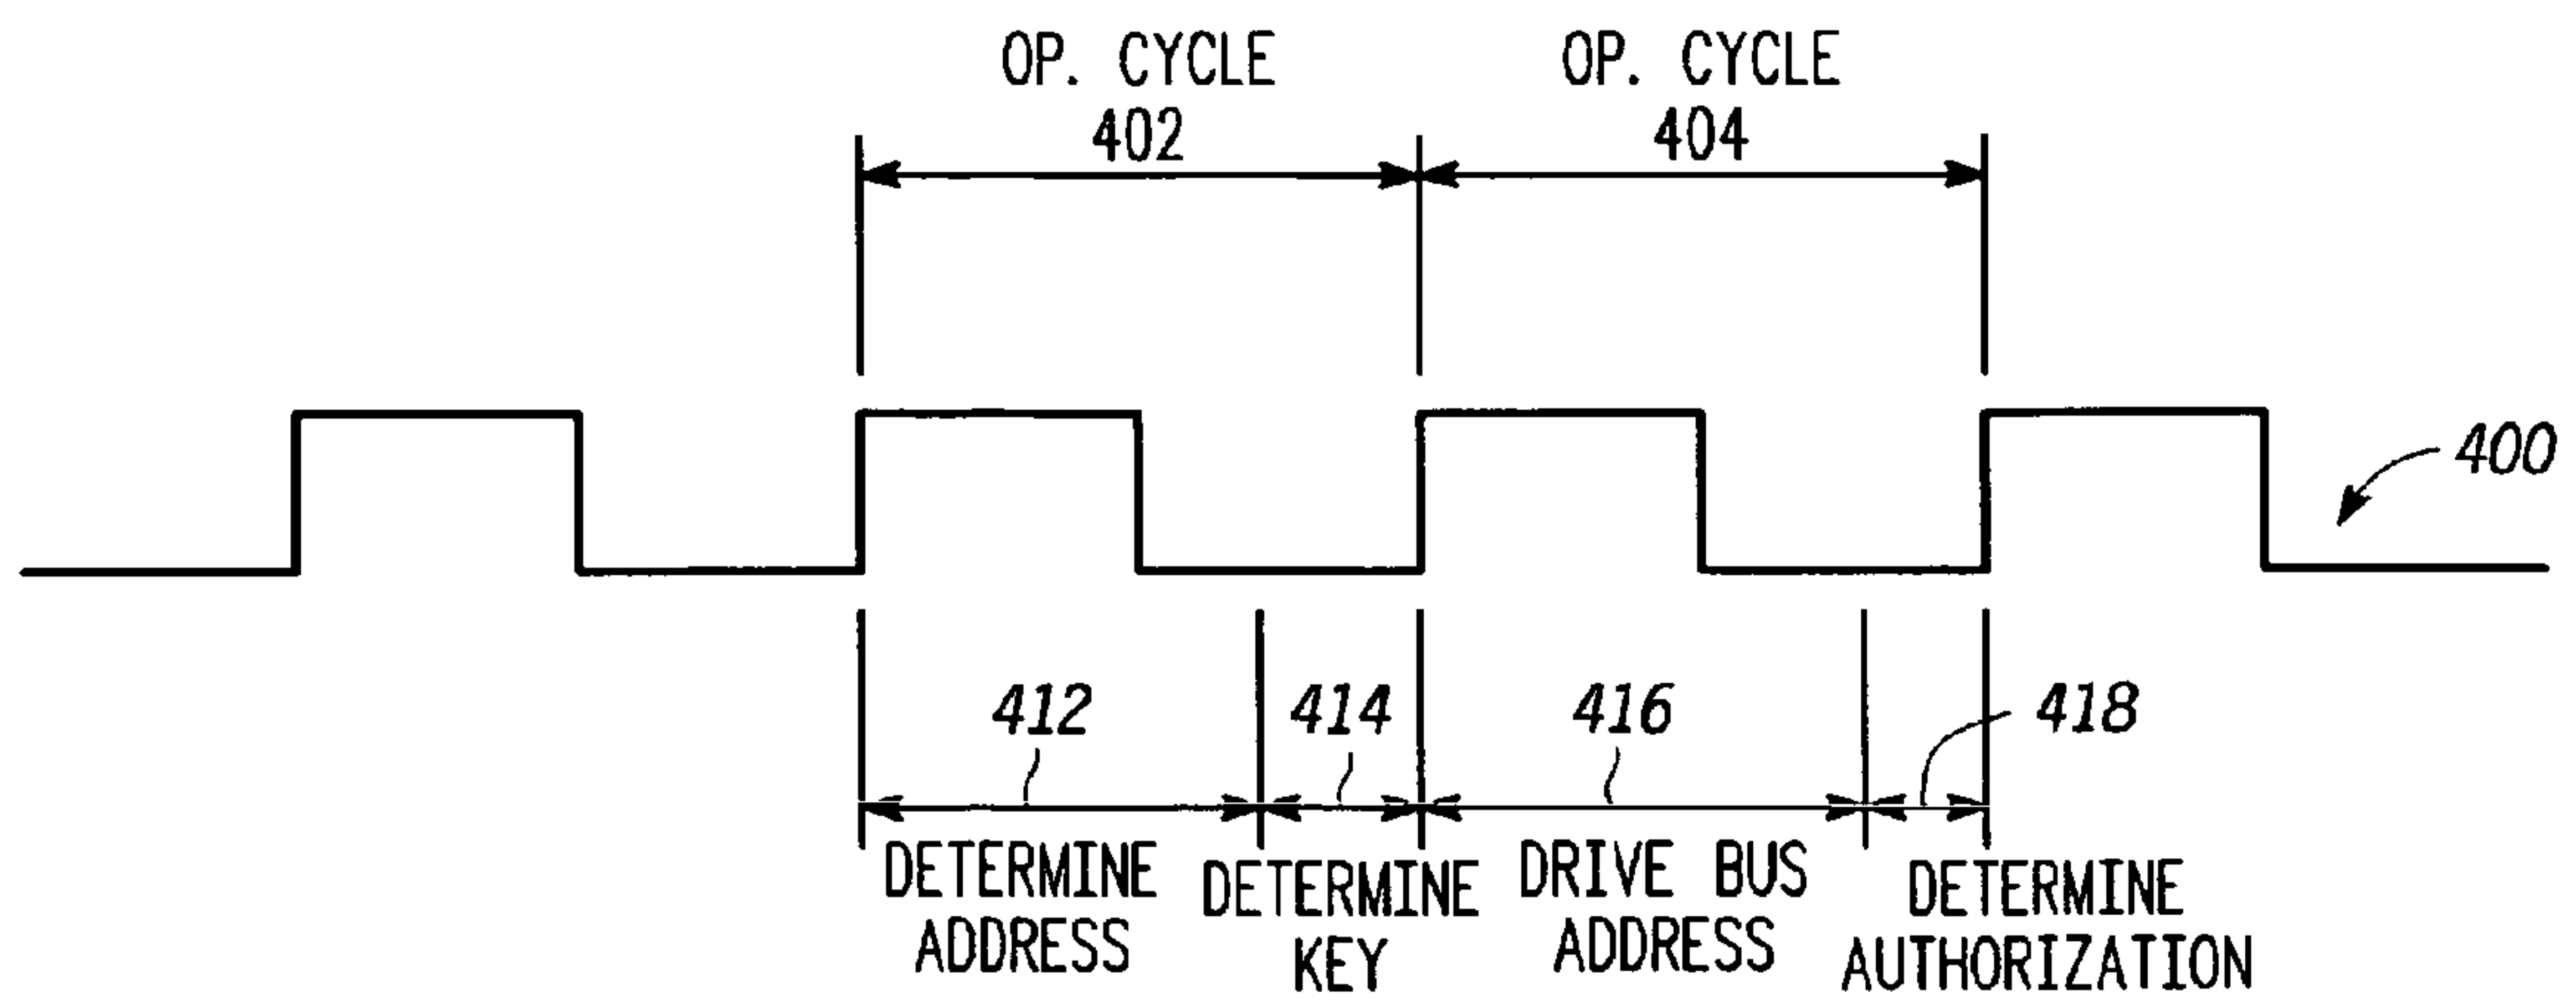 OP. CYCLE
402
OP. CYCLE
404
400
412
414
416
418
DETERMINE
ADDRESS
DETERMINE
KEY
DRIVE BUS
ADDRESS
DETERMINE
AUTHORIZATION